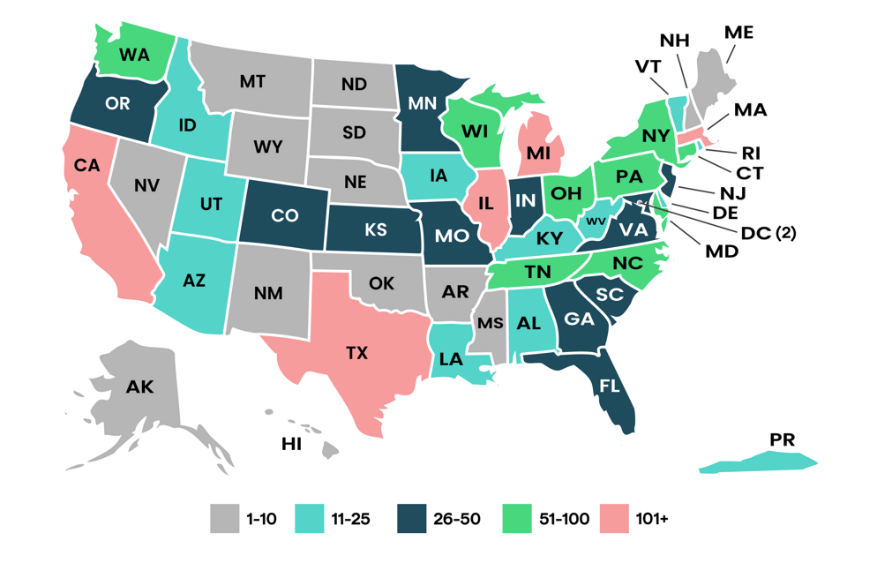 ME
NH
VT
WA
MT
ND
MN
OR
ID
SD
WI
NY
MA
WY
MI
RI
CA
NV
NE
IA
PA
CT
UT
CO
IL
IN
OH
NJ
KS
MO
WV
VA
DE
KY
DC (2)
MD
AZ
NM
OK
TN
NC
AR
SC
MS
AL
GA
TX
LA
FL
AK
HI
PR
1-10
11-25
26-50
51-100
101+